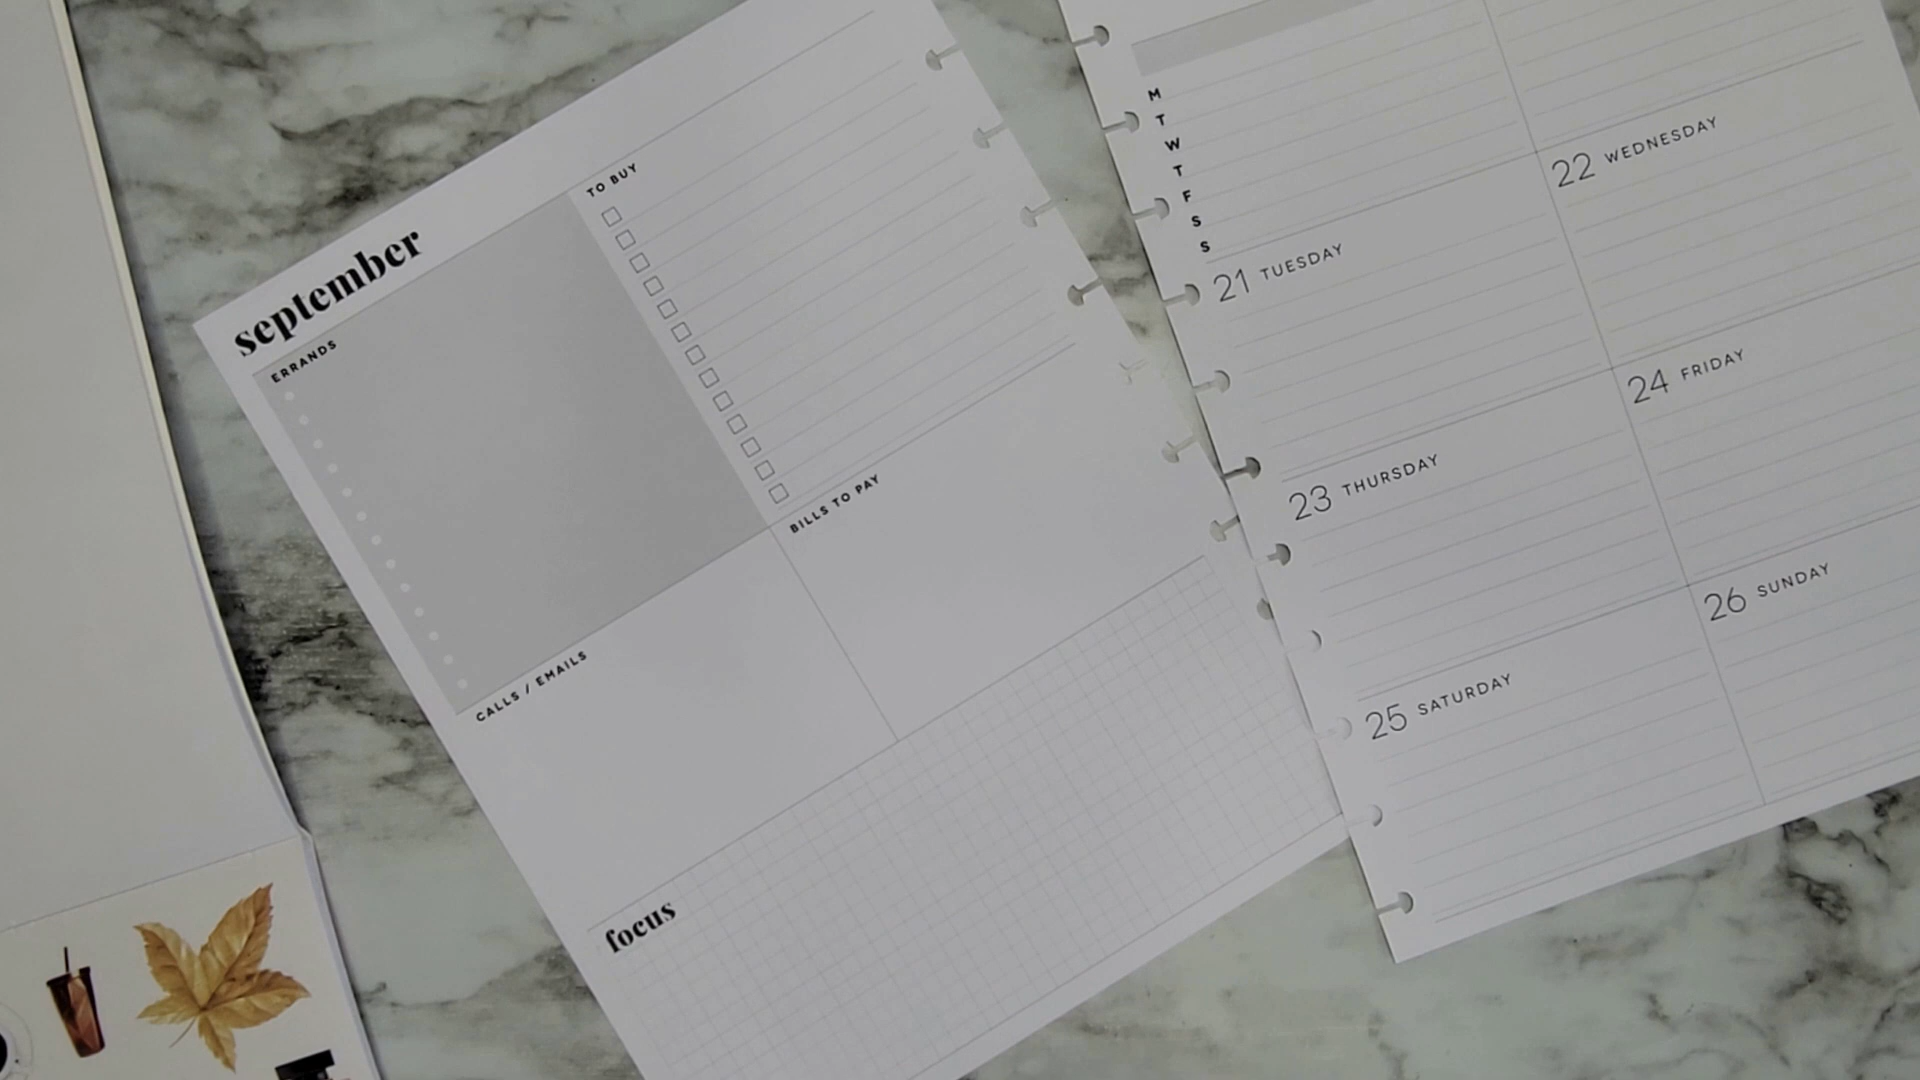 september
ERRANDS
TO BUY
CALLS / EMAILS
BILLS TO PAY
focus
M
T
W
T
F
S
S
21 TUESDAY
22 WEDNESDAY
23 THURSDAY
24 FRIDAY
25 SATURDAY
26 SUNDAY